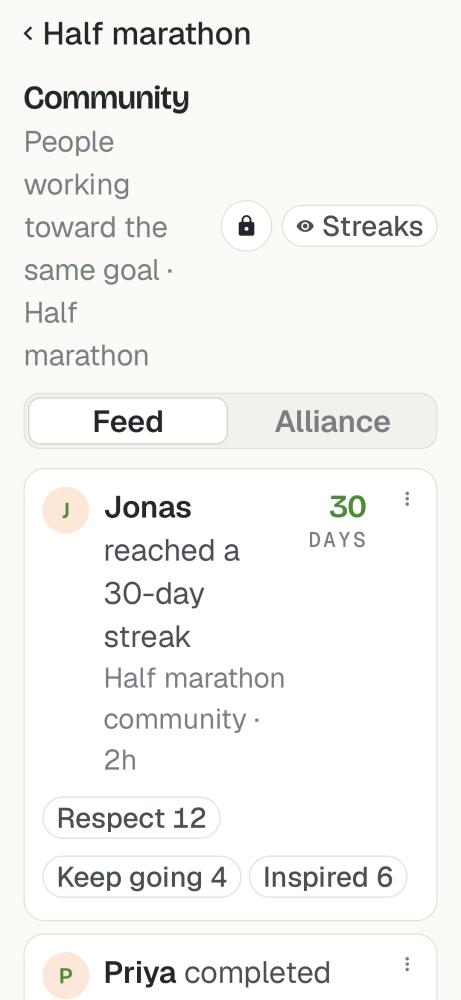 Half marathon
Community
People
working
toward the
same goal ·
Half
marathon
Streaks
Feed
Alliance
J
Jonas
reached a
30-day
streak
30
DAYS
Half marathon
community ·
2h
Respect 12
Keep going 4
Inspired 6
P
Priya completed